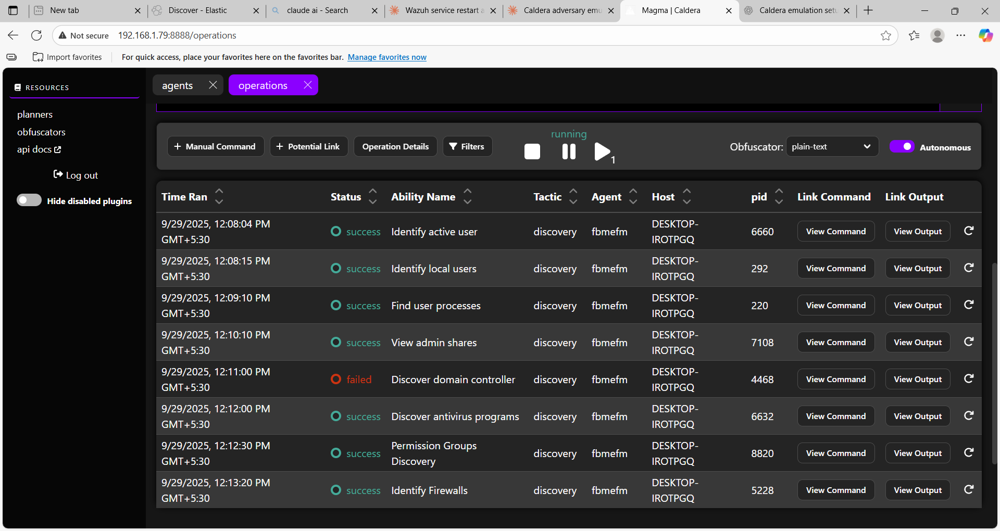 New tab
Discover - Elastic
claude ai - Search
Wazuh service restart a
Caldera adversary emu
Magma | Caldera
Caldera emulation setu
Not secure 192.168.1.79:8888/operations
Import favorites
For quick access, place your favorites here on the favorites bar. Manage favorites now
RESOURCES
planners
obfuscators
api docs
Log out
Hide disabled plugins
agents
operations
+ Manual Command
+ Potential Link
Operation Details
Filters
running
1
Obfuscator: plain-text
Autonomous
Time Ran Status Ability Name Tactic Agent Host pid Link Command Link Output
9/29/2025, 12:08:04 PM GMT+5:30 success Identify active user discovery fbmefm DESKTOP-IROTPGQ 6660 View Command View Output
9/29/2025, 12:08:15 PM GMT+5:30 success Identify local users discovery fbmefm DESKTOP-IROTPGQ 292 View Command View Output
9/29/2025, 12:09:10 PM GMT+5:30 success Find user processes discovery fbmefm DESKTOP-IROTPGQ 220 View Command View Output
9/29/2025, 12:10:10 PM GMT+5:30 success View admin shares discovery fbmefm DESKTOP-IROTPGQ 7108 View Command View Output
9/29/2025, 12:11:00 PM GMT+5:30 failed Discover domain controller discovery fbmefm DESKTOP-IROTPGQ 4468 View Command View Output
9/29/2025, 12:12:00 PM GMT+5:30 success Discover antivirus programs discovery fbmefm DESKTOP-IROTPGQ 6632 View Command View Output
9/29/2025, 12:12:30 PM GMT+5:30 success Permission Groups Discovery discovery fbmefm DESKTOP-IROTPGQ 8820 View Command View Output
9/29/2025, 12:13:20 PM GMT+5:30 success Identify Firewalls discovery fbmefm DESKTOP-IROTPGQ 5228 View Command View Output